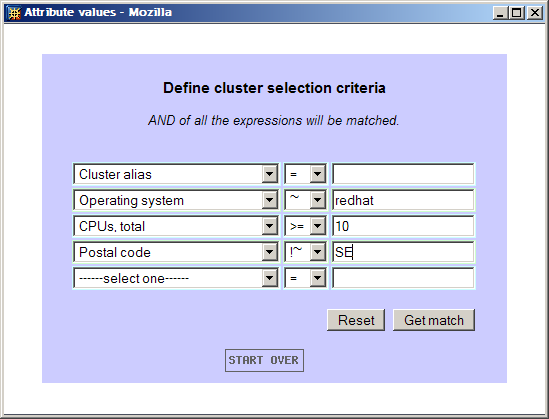 Attribute values - Mozilla
Define cluster selection criteria
AND of all the expressions will be matched.
Cluster alias =
Operating system ~ redhat
CPUs, total >= 10
Postal code !~ SE
------select one------ =
Reset Get match
START OVER